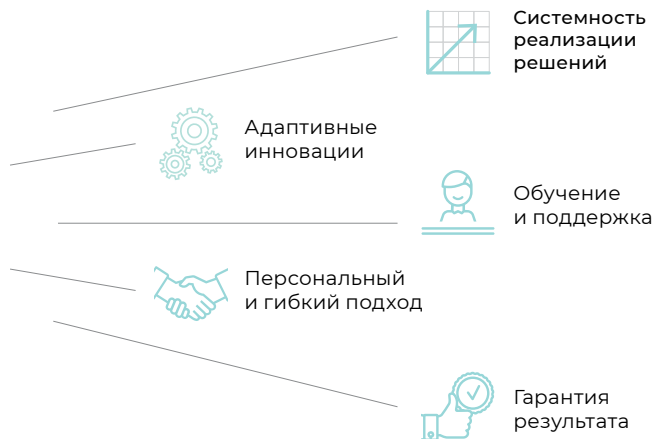 Системность
реализации
решений
Адаптивные
инновации
Обучение
и поддержка
Персональный
и гибкий подход
Гарантия
результата